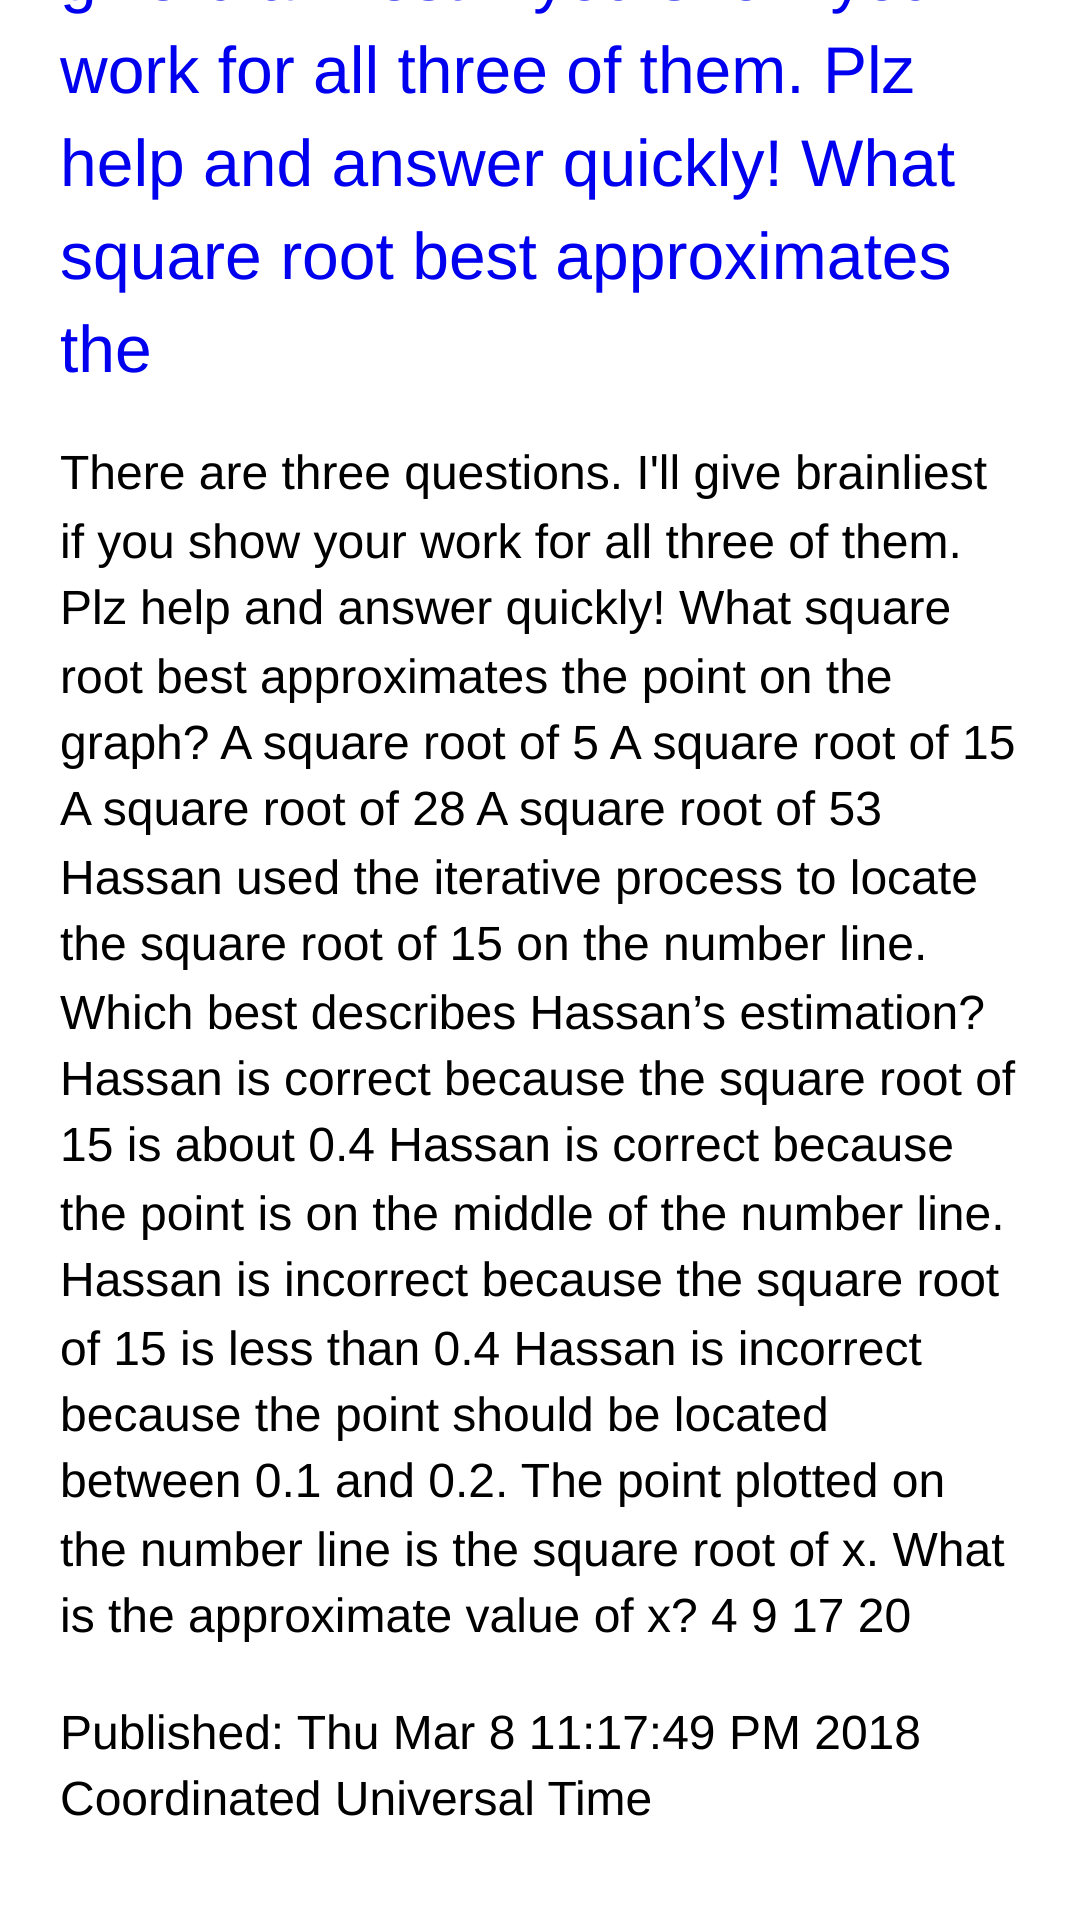 work for all three of them. Plz
help and answer quickly! What
square root best approximates
the
There are three questions. I'll give brainliest
if you show your work for all three of them.
Plz help and answer quickly! What square
root best approximates the point on the
graph? A square root of 5 A square root of 15
A square root of 28 A square root of 53
Hassan used the iterative process to locate
the square root of 15 on the number line.
Which best describes Hassan’s estimation?
Hassan is correct because the square root of
15 is about 0.4 Hassan is correct because
the point is on the middle of the number line.
Hassan is incorrect because the square root
of 15 is less than 0.4 Hassan is incorrect
because the point should be located
between 0.1 and 0.2. The point plotted on
the number line is the square root of x. What
is the approximate value of x? 4 9 17 20
Published: Thu Mar 8 11:17:49 PM 2018
Coordinated Universal Time